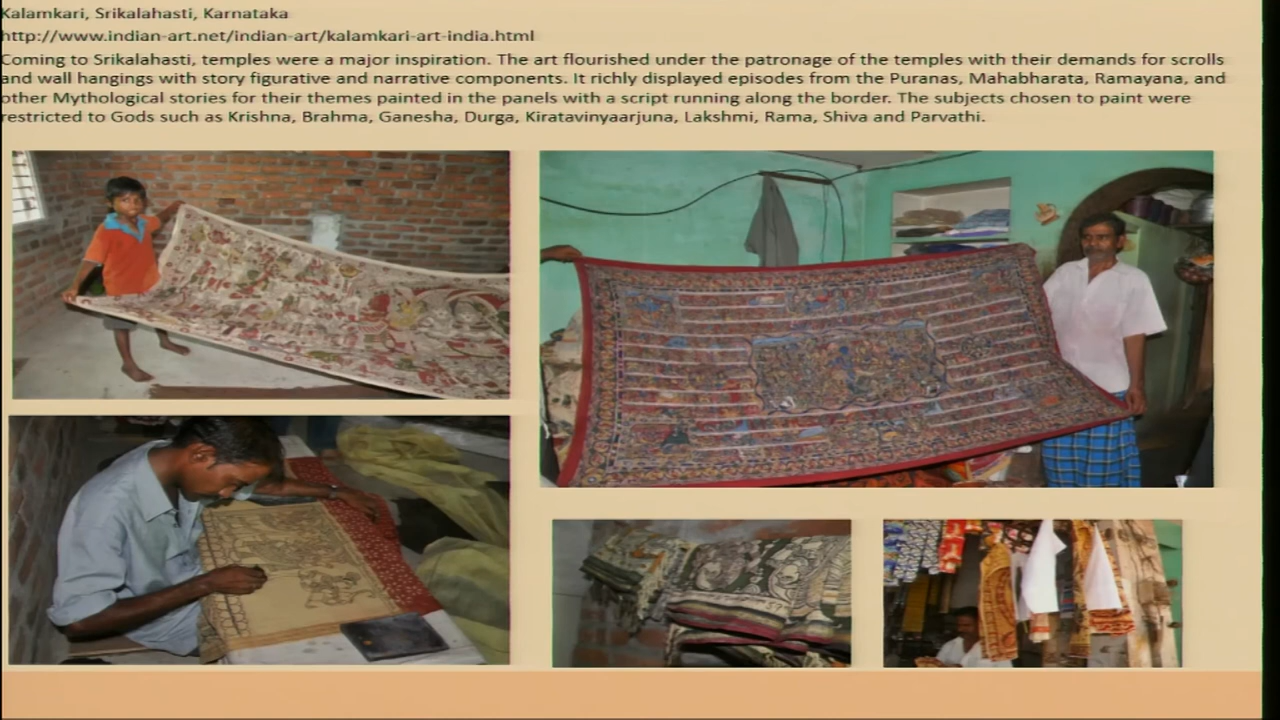 Kalamkari, Srikalahasti, Karnataka
http://www.indian-art.net/indian-art/kalamkari-art-india.html
Coming to Srikalahasti, temples were a major inspiration. The art flourished under the patronage of the temples with their demands for scrolls
and wall hangings with story figurative and narrative components. It richly displayed episodes from the Puranas, Mahabharata, Ramayana, and
other Mythological stories for their themes painted in the panels with a script running along the border. The subjects chosen to paint were
restricted to Gods such as Krishna, Brahma, Ganesha, Durga, Kiratavinyaarjuna, Lakshmi, Rama, Shiva and Parvathi.